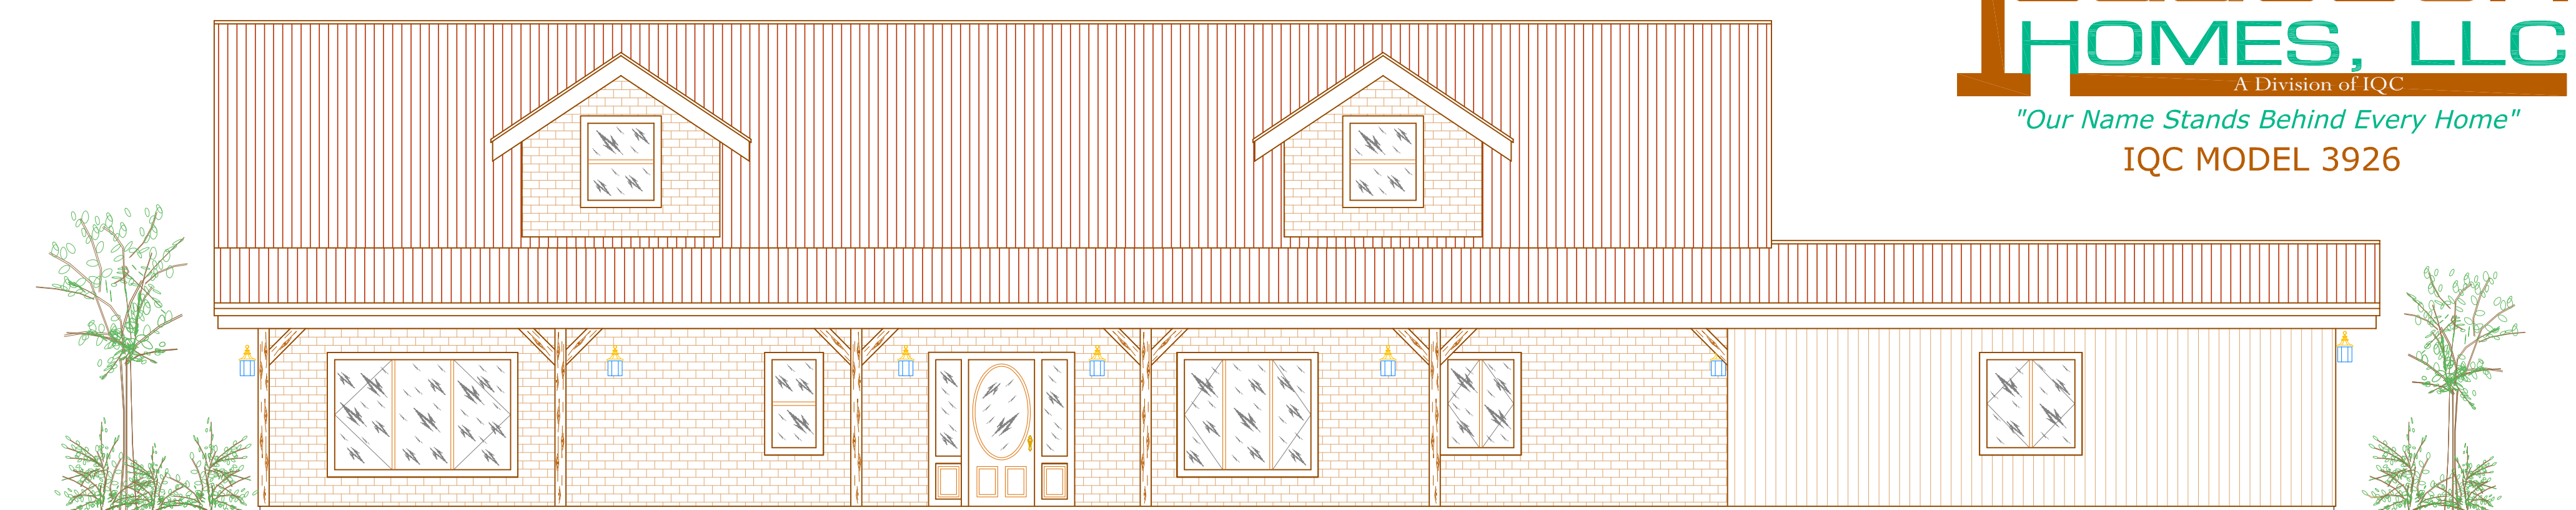 HOMES, LLC
A Division of IQC
"Our Name Stands Behind Every Home"
IQC MODEL 3926